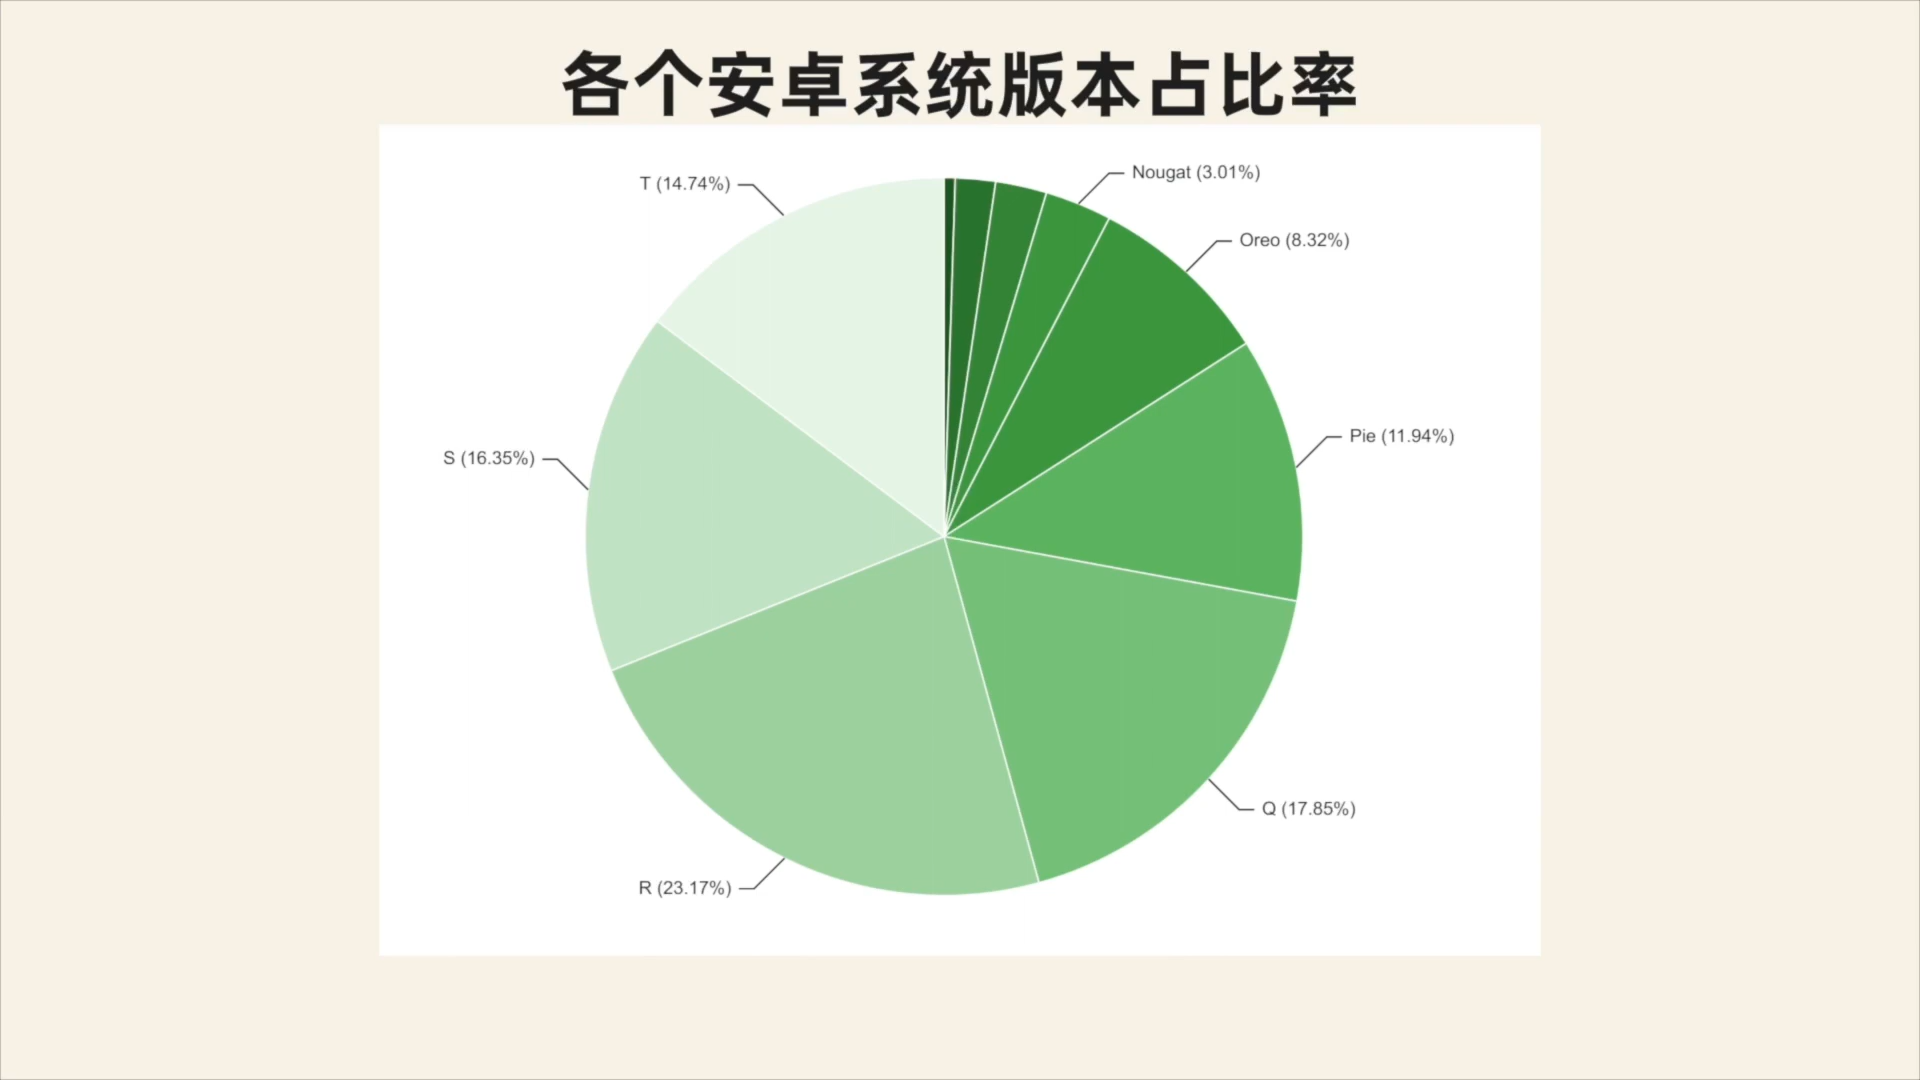 各个安卓系统版本占比率
T (14.74%)
Nougat (3.01%)
Oreo (8.32%)
Pie (11.94%)
S (16.35%)
Q (17.85%)
R (23.17%)